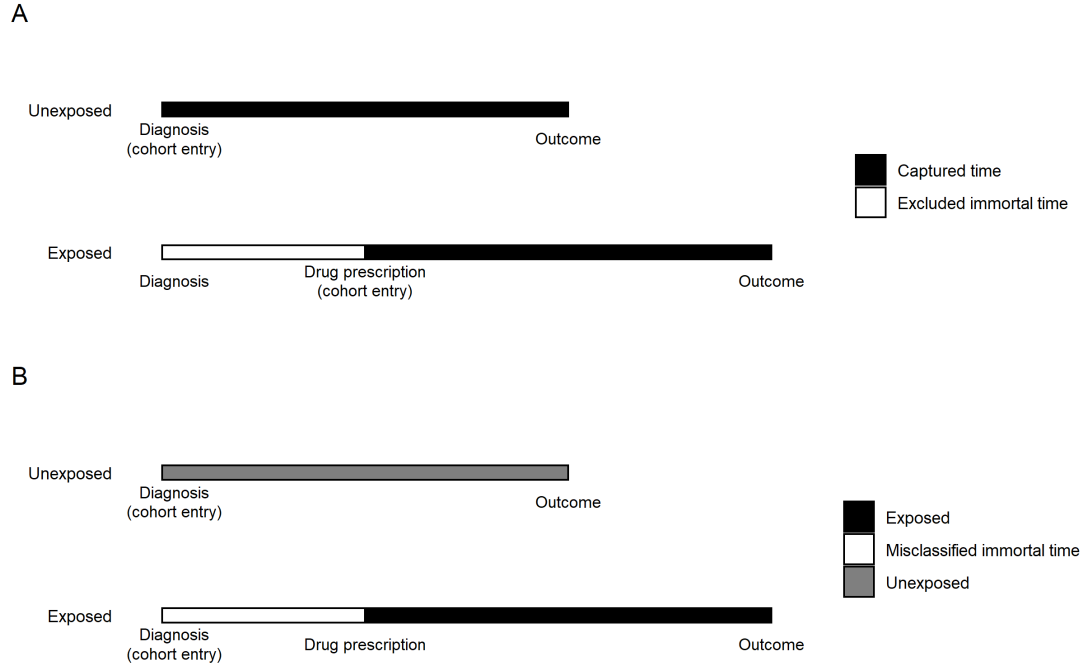 A
Unexposed
Diagnosis
(cohort entry)
Outcome
Captured time
Excluded immortal time
Exposed
Diagnosis
Drug prescription
(cohort entry)
Outcome
B
Unexposed
Diagnosis
(cohort entry)
Outcome
Exposed
Misclassified immortal time
Unexposed
Exposed
Diagnosis
(cohort entry)
Drug prescription
Outcome